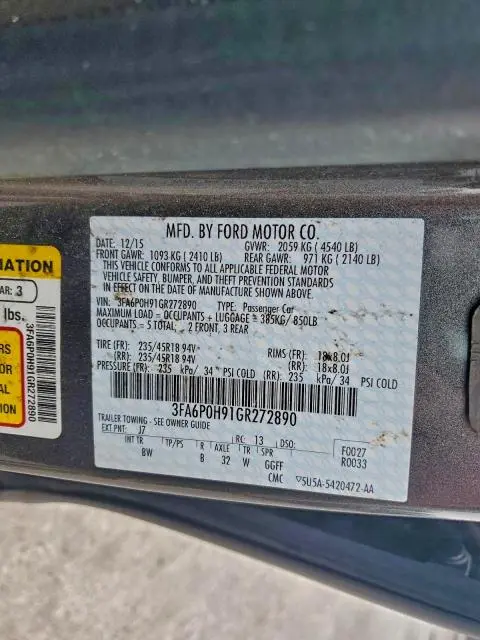 MFD. BY FORD MOTOR CO.
DATE: 12/15 GVWR: 2059 KG ( 4540 LB)
FRONT GAWR: 1093 KG ( 2410 LB) REAR GAWR: 971 KG ( 2140 LB)
THIS VEHICLE CONFORMS TO ALL APPLICABLE FEDERAL MOTOR
VEHICLE SAFETY, BUMPER, AND THEFT PREVENTION STANDARDS
IN EFFECT ON THE DATE OF MANUFACTURE SHOWN ABOVE.
VIN: 3FA6P0H91GR272890 TYPE: Passenger Car
MAXIMUM LOAD = OCCUPANTS + LUGGAGE = 385KG/ 850LB
OCCUPANTS = 5 TOTAL, 2 FRONT, 3 REAR
TIRE (FR): 235/45R18 94V RIMS (FR): 18x8.0J
(RR): 235/45R18 94V (RR): 18x8.0J
PRESSURE (FR): 235 kPa/ 34 PSI COLD (RR): 235 kPa/ 34 PSI COLD
3FA6P0H91GR272890
TRAILER TOWING - SEE OWNER GUIDE
EXT PNT: J7 RC: 13 DSO:
INT TR TP/PS R AXLE TR SPR
BW B 32 W GGFF
F0027
R0033
CMC 5U5A-5420472-AA
MATION
AR: 3
lbs.
RS
3FA6P0H91GR272890